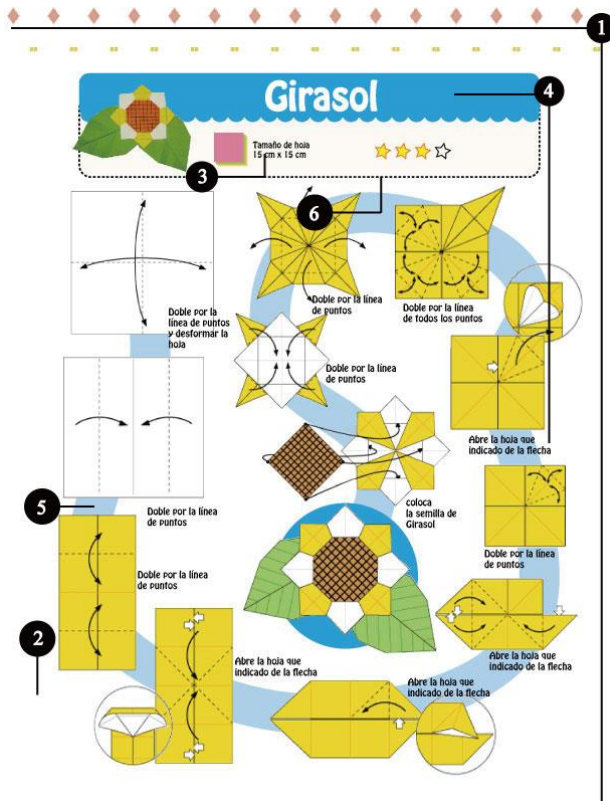 1
Girasol
4
Tamaño de hoja
15 cm x 15 cm
3
6
Doble por la
línea de puntos
y desformar la
hoja
Doble por la línea
de puntos
Doble por la línea
de todos los puntos
Doble por la línea
de puntos
Abre la hoja que
indicado de la flecha
coloca
la semilla de
Girasol
5
Doble por la línea
de puntos
Doble por la línea
de puntos
Doble por la línea
de puntos
2
Abre la hoja que
indicado de la flecha
Abre la hoja que
indicado de la flecha
Abre la hoja que
indicado de la flecha